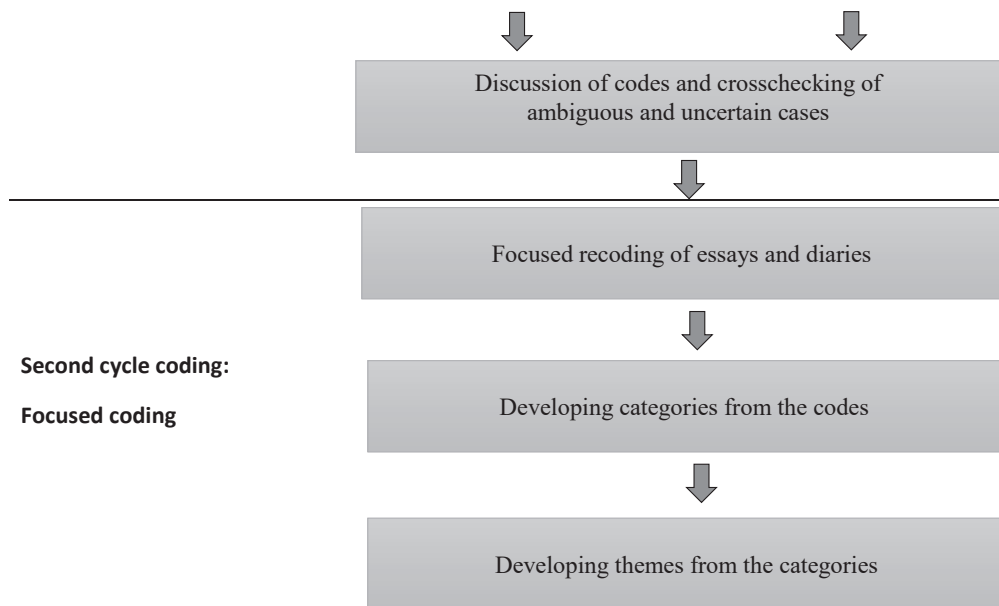 Discussion of codes and crosschecking of
ambiguous and uncertain cases
Focused recoding of essays and diaries
Second cycle coding:
Focused coding
Developing categories from the codes
Developing themes from the categories